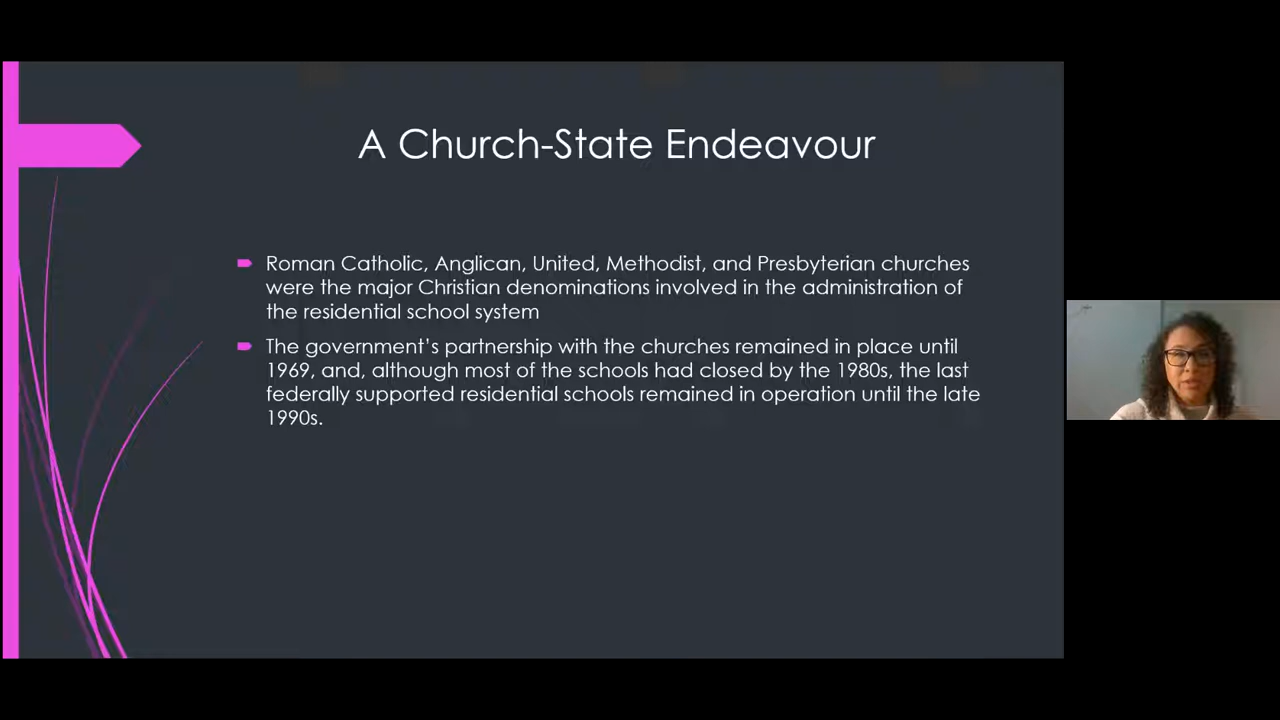 A Church-State Endeavour
Roman Catholic, Anglican, United, Methodist, and Presbyterian churches
were the major Christian denominations involved in the administration of
the residential school system
The government's partnership with the churches remained in place until
1969, and, although most of the schools had closed by the 1980s, the last
federally supported residential schools remained in operation until the late
1990s.